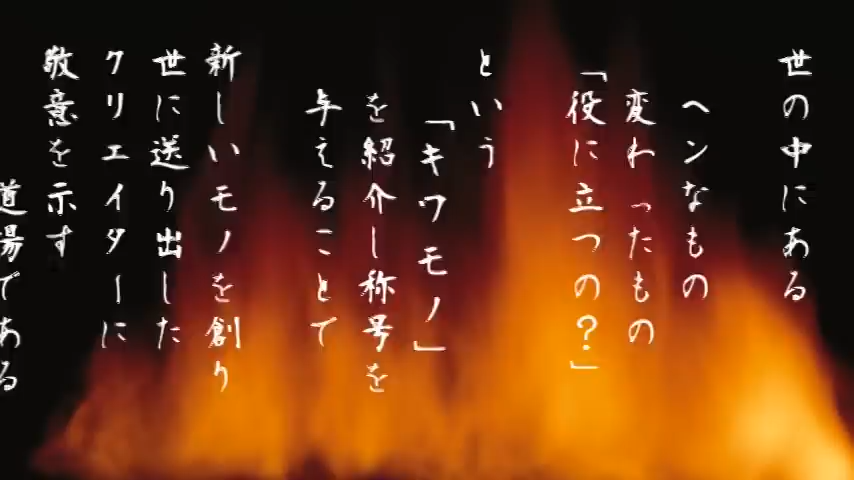 世の中にある
ヘンなもの
変わったもの
「役に立つの？」
という
「キワモノ」
を紹介し称号を
与えることで
新しいモノを創り
世に送り出した
クリエイターに
敬意を示す
道場である